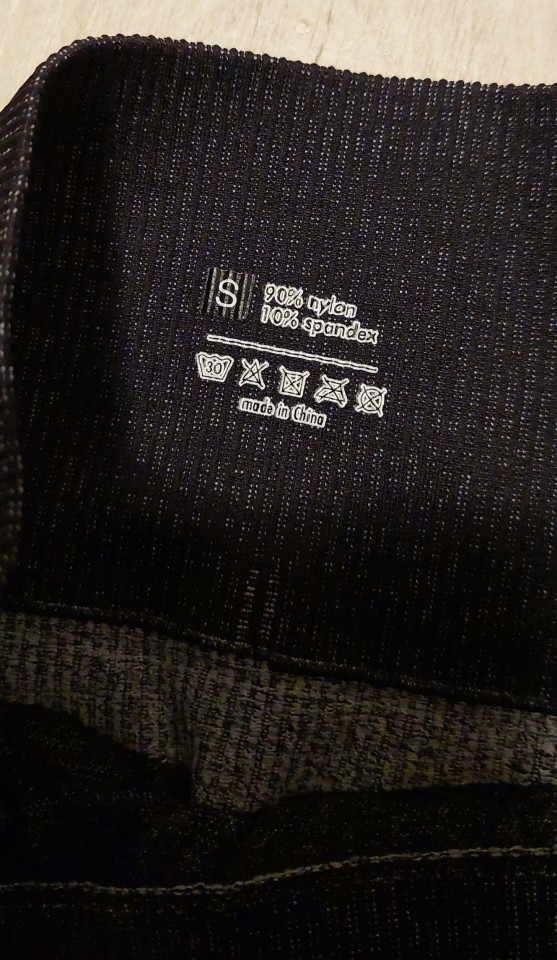 S
90% nylon
10% spandex
30
made in China